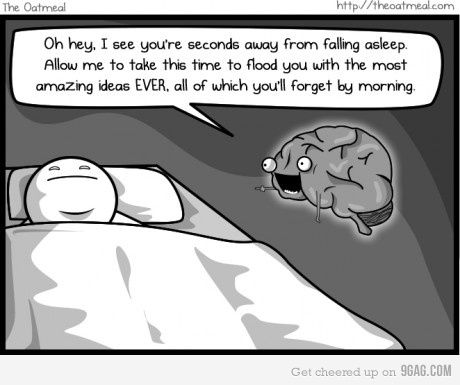 The Oatmeal http://theoatmeal.com
Oh hey, I see you're seconds away from falling asleep.
Allow me to take this time to flood you with the most
amazing ideas EVER, all of which you'll forget by morning.
Get cheered up on 9GAG.COM